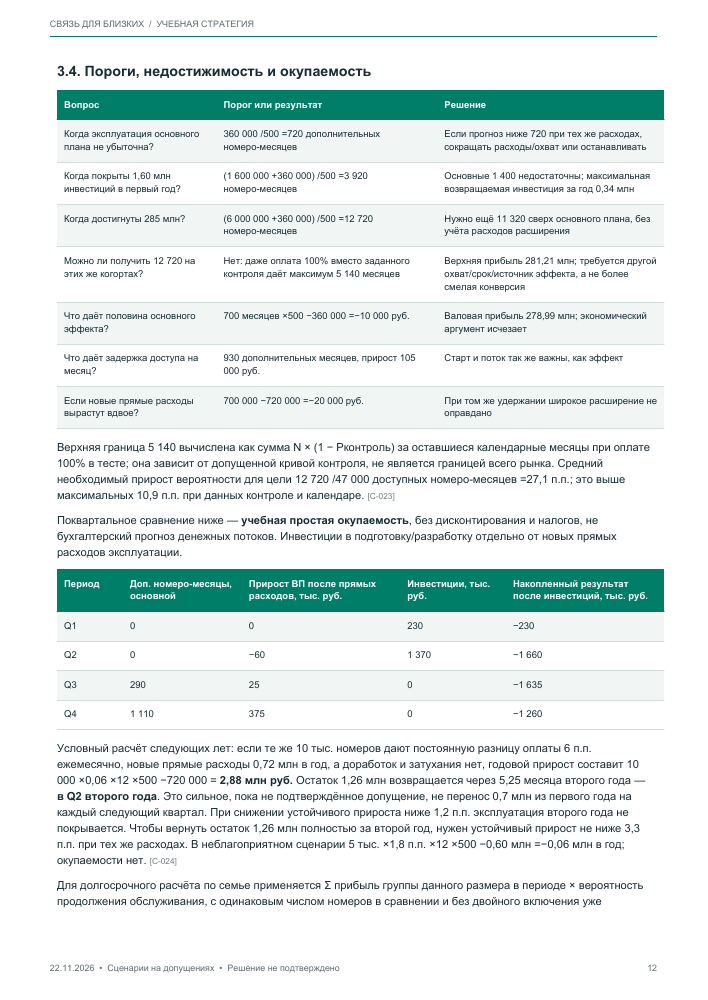 СВЯЗЬ ДЛЯ БЛИЗКИХ / УЧЕБНАЯ СТРАТЕГИЯ
3.4. Пороги, недостижимость и окупаемость
Вопрос Порог или результат Решение
Когда эксплуатация основного плана не убыточна? 360 000 /500 =720 дополнительных номеро-месяцев Если прогноз ниже 720 при тех же расходах, сокращать расходы/охват или останавливать
Когда покрыты 1,60 млн инвестиций в первый год? (1 600 000 +360 000) /500 =3 920 номеро-месяцев Основные 1 400 недостаточны; максимальная возвращаемая инвестиция за год 0,34 млн
Когда достигнуты 285 млн? (6 000 000 +360 000) /500 =12 720 номеро-месяцев Нужно ещё 11 320 сверх основного плана, без учёта расходов расширения
Можно ли получить 12 720 на этих же когортах? Нет: даже оплата 100% вместо заданного контроля даёт максимум 5 140 месяцев Верхняя прибыль 281,21 млн; требуется другой охват/срок/источник эффекта, а не более смелая конверсия
Что даёт половина основного эффекта? 700 месяцев ×500 −360 000 =−10 000 руб. Валовая прибыль 278,99 млн; экономический аргумент исчезает
Что даёт задержка доступа на месяц? 930 дополнительных месяцев, прирост 105 000 руб. Старт и поток так же важны, как эффект
Если новые прямые расходы вырастут вдвое? 700 000 −720 000 =−20 000 руб. При том же удержании широкое расширение не оправдано
Верхняя граница 5 140 вычислена как сумма N × (1 − Pконтроль) за оставшиеся календарные месяцы при оплате
100% в тесте; она зависит от допущенной кривой контроля, не является границей всего рынка. Средний
необходимый прирост вероятности для цели 12 720 /47 000 доступных номеро-месяцев =27,1 п.п.; это выше
максимальных 10,9 п.п. при данных контроле и календаре. [C-023]
Поквартальное сравнение ниже — учебная простая окупаемость, без дисконтирования и налогов, не
бухгалтерский прогноз денежных потоков. Инвестиции в подготовку/разработку отдельно от новых прямых
расходов эксплуатации.
Период Доп. номеро-месяцы, основной Прирост ВП после прямых расходов, тыс. руб. Инвестиции, тыс. руб. Накопленный результат после инвестиций, тыс. руб.
Q1 0 0 230 −230
Q2 0 −60 1 370 −1 660
Q3 290 25 0 −1 635
Q4 1 110 375 0 −1 260
Условный расчёт следующих лет: если те же 10 тыс. номеров дают постоянную разницу оплаты 6 п.п.
ежемесячно, новые прямые расходы 0,72 млн в год, а доработок и затухания нет, годовой прирост составит 10
000 ×0,06 ×12 ×500 −720 000 = 2,88 млн руб. Остаток 1,26 млн возвращается через 5,25 месяца второго года —
в Q2 второго года. Это сильное, пока не подтверждённое допущение, не перенос 0,7 млн из первого года на
каждый следующий квартал. При снижении устойчивого прироста ниже 1,2 п.п. эксплуатация второго года не
покрывается. Чтобы вернуть остаток 1,26 млн полностью за второй год, нужен устойчивый прирост не ниже 3,3
п.п. при тех же расходах. В неблагоприятном сценарии 5 тыс. ×1,8 п.п. ×12 ×500 −0,60 млн =−0,06 млн в год;
окупаемости нет. [C-024]
Для долгосрочного расчёта по семье применяется Σ прибыль группы данного размера в периоде × вероятность
продолжения обслуживания, с одинаковым числом номеров в сравнении и без двойного включения уже
22.11.2026 • Сценарии на допущениях • Решение не подтверждено 12